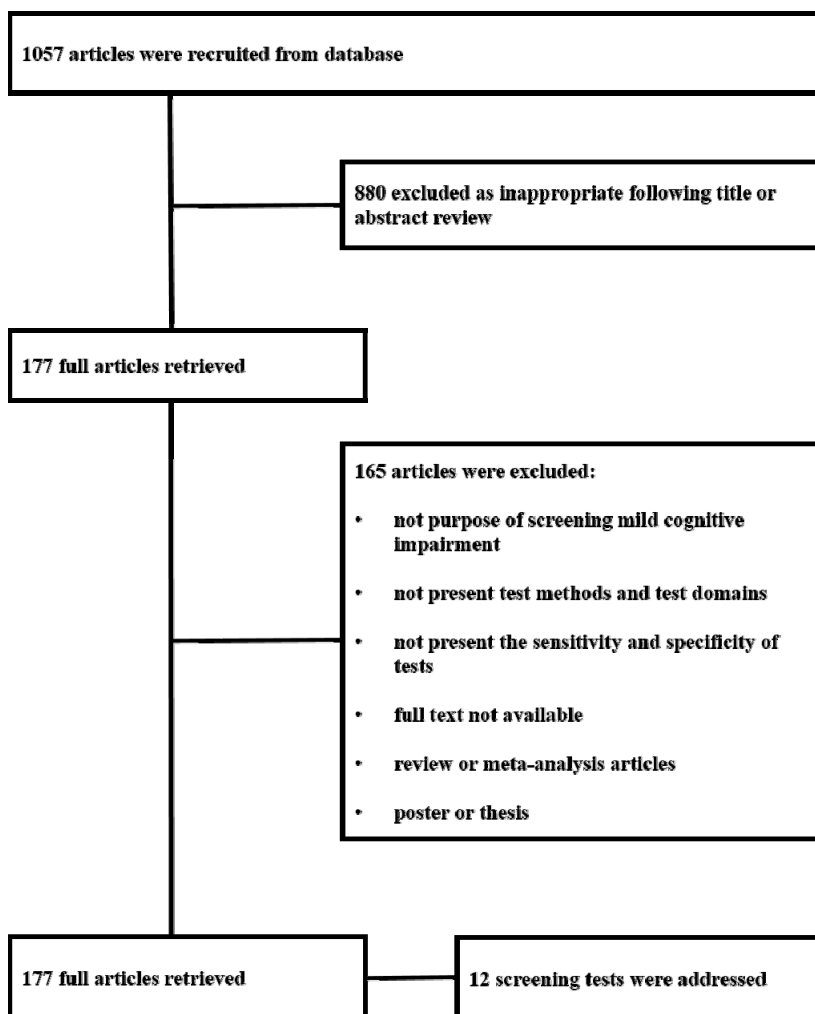 1057 articles were recruited from database
880 excluded as inappropriate following title or
abstract review
177 full articles retrieved
165 articles were excluded:
• not purpose of screening mild cognitive
impairment
• not present test methods and test domains
• not present the sensitivity and specificity of
tests
• full text not available
• review or meta-analysis articles
• poster or thesis
177 full articles retrieved
12 screening tests were addressed